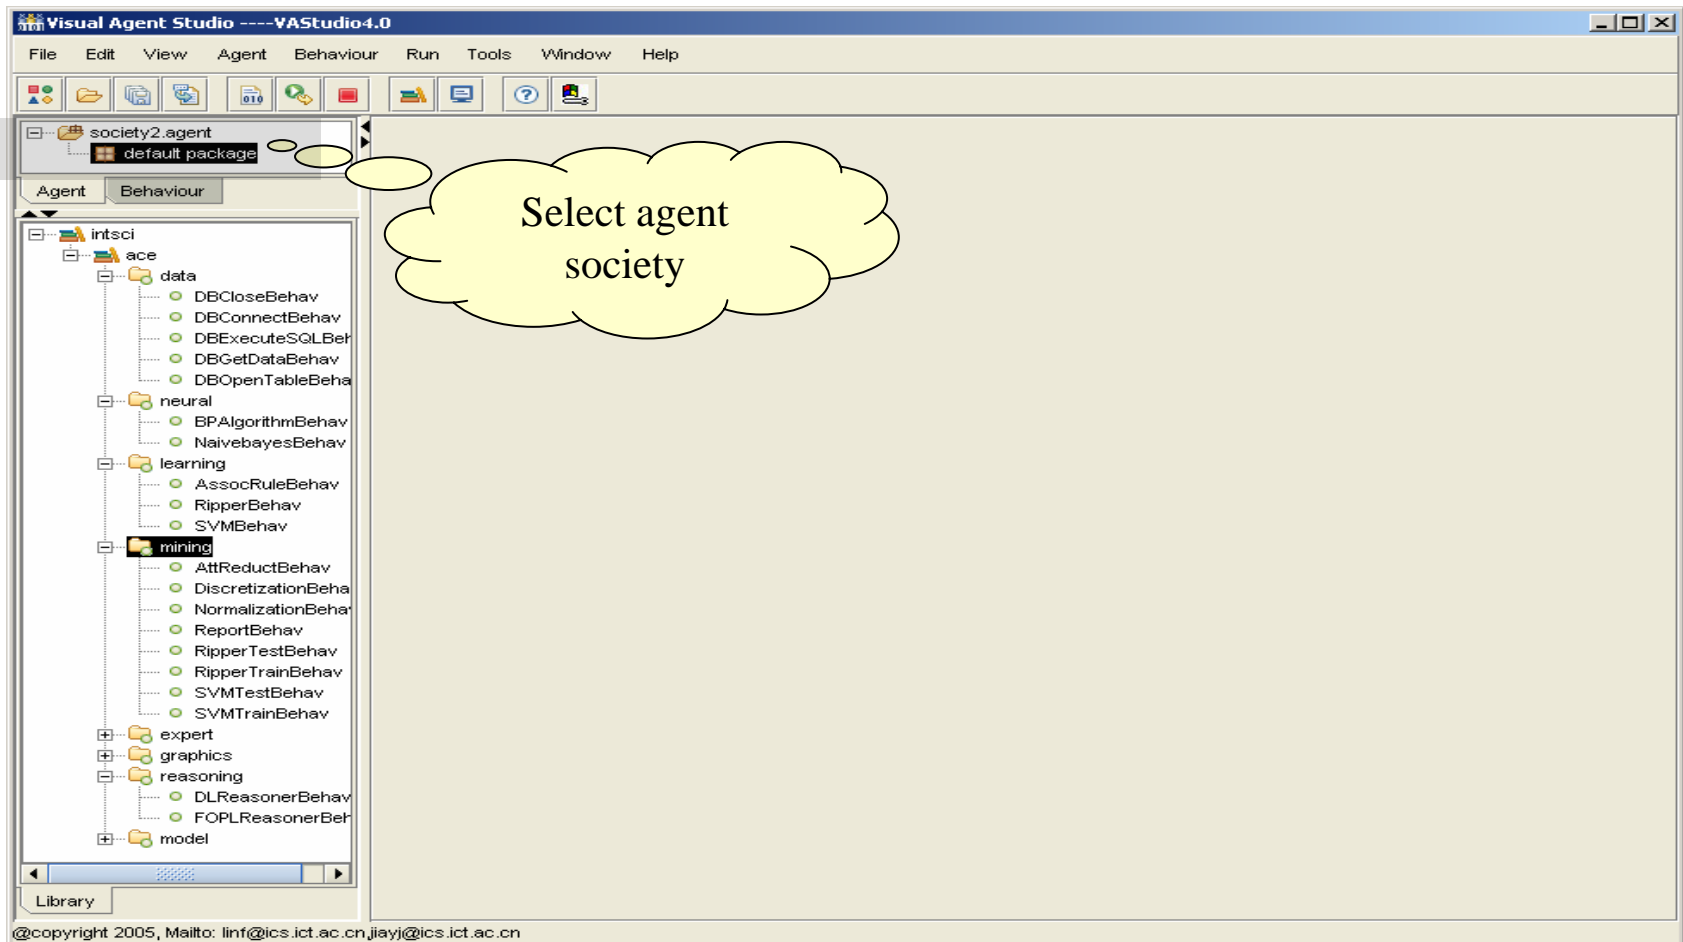 Visual Agent Studio ----VAStudio4.0
File Edit View Agent Behaviour Run Tools Window Help
010
society2.agent
default package
Agent Behaviour
Select agent
society
intsci
ace
data
DBCloseBehav
DBConnectBehav
DBExecuteSQLBeh
DBGetDataBehav
DBOpenTableBeha
neural
BPAlgorithmBehav
NaivebayesBehav
learning
AssocRuleBehav
RipperBehav
SVMBehav
mining
AttReductBehav
DiscretizationBeha
NormalizationBehav
ReportBehav
RipperTestBehav
RipperTrainBehav
SVMTestBehav
SVMTrainBehav
expert
graphics
reasoning
DLReasonerBehav
FOPLReasonerBeh
model
Library
@copyright 2005, Mailto: linf@ics.ict.ac.cn,jiayj@ics.ict.ac.cn